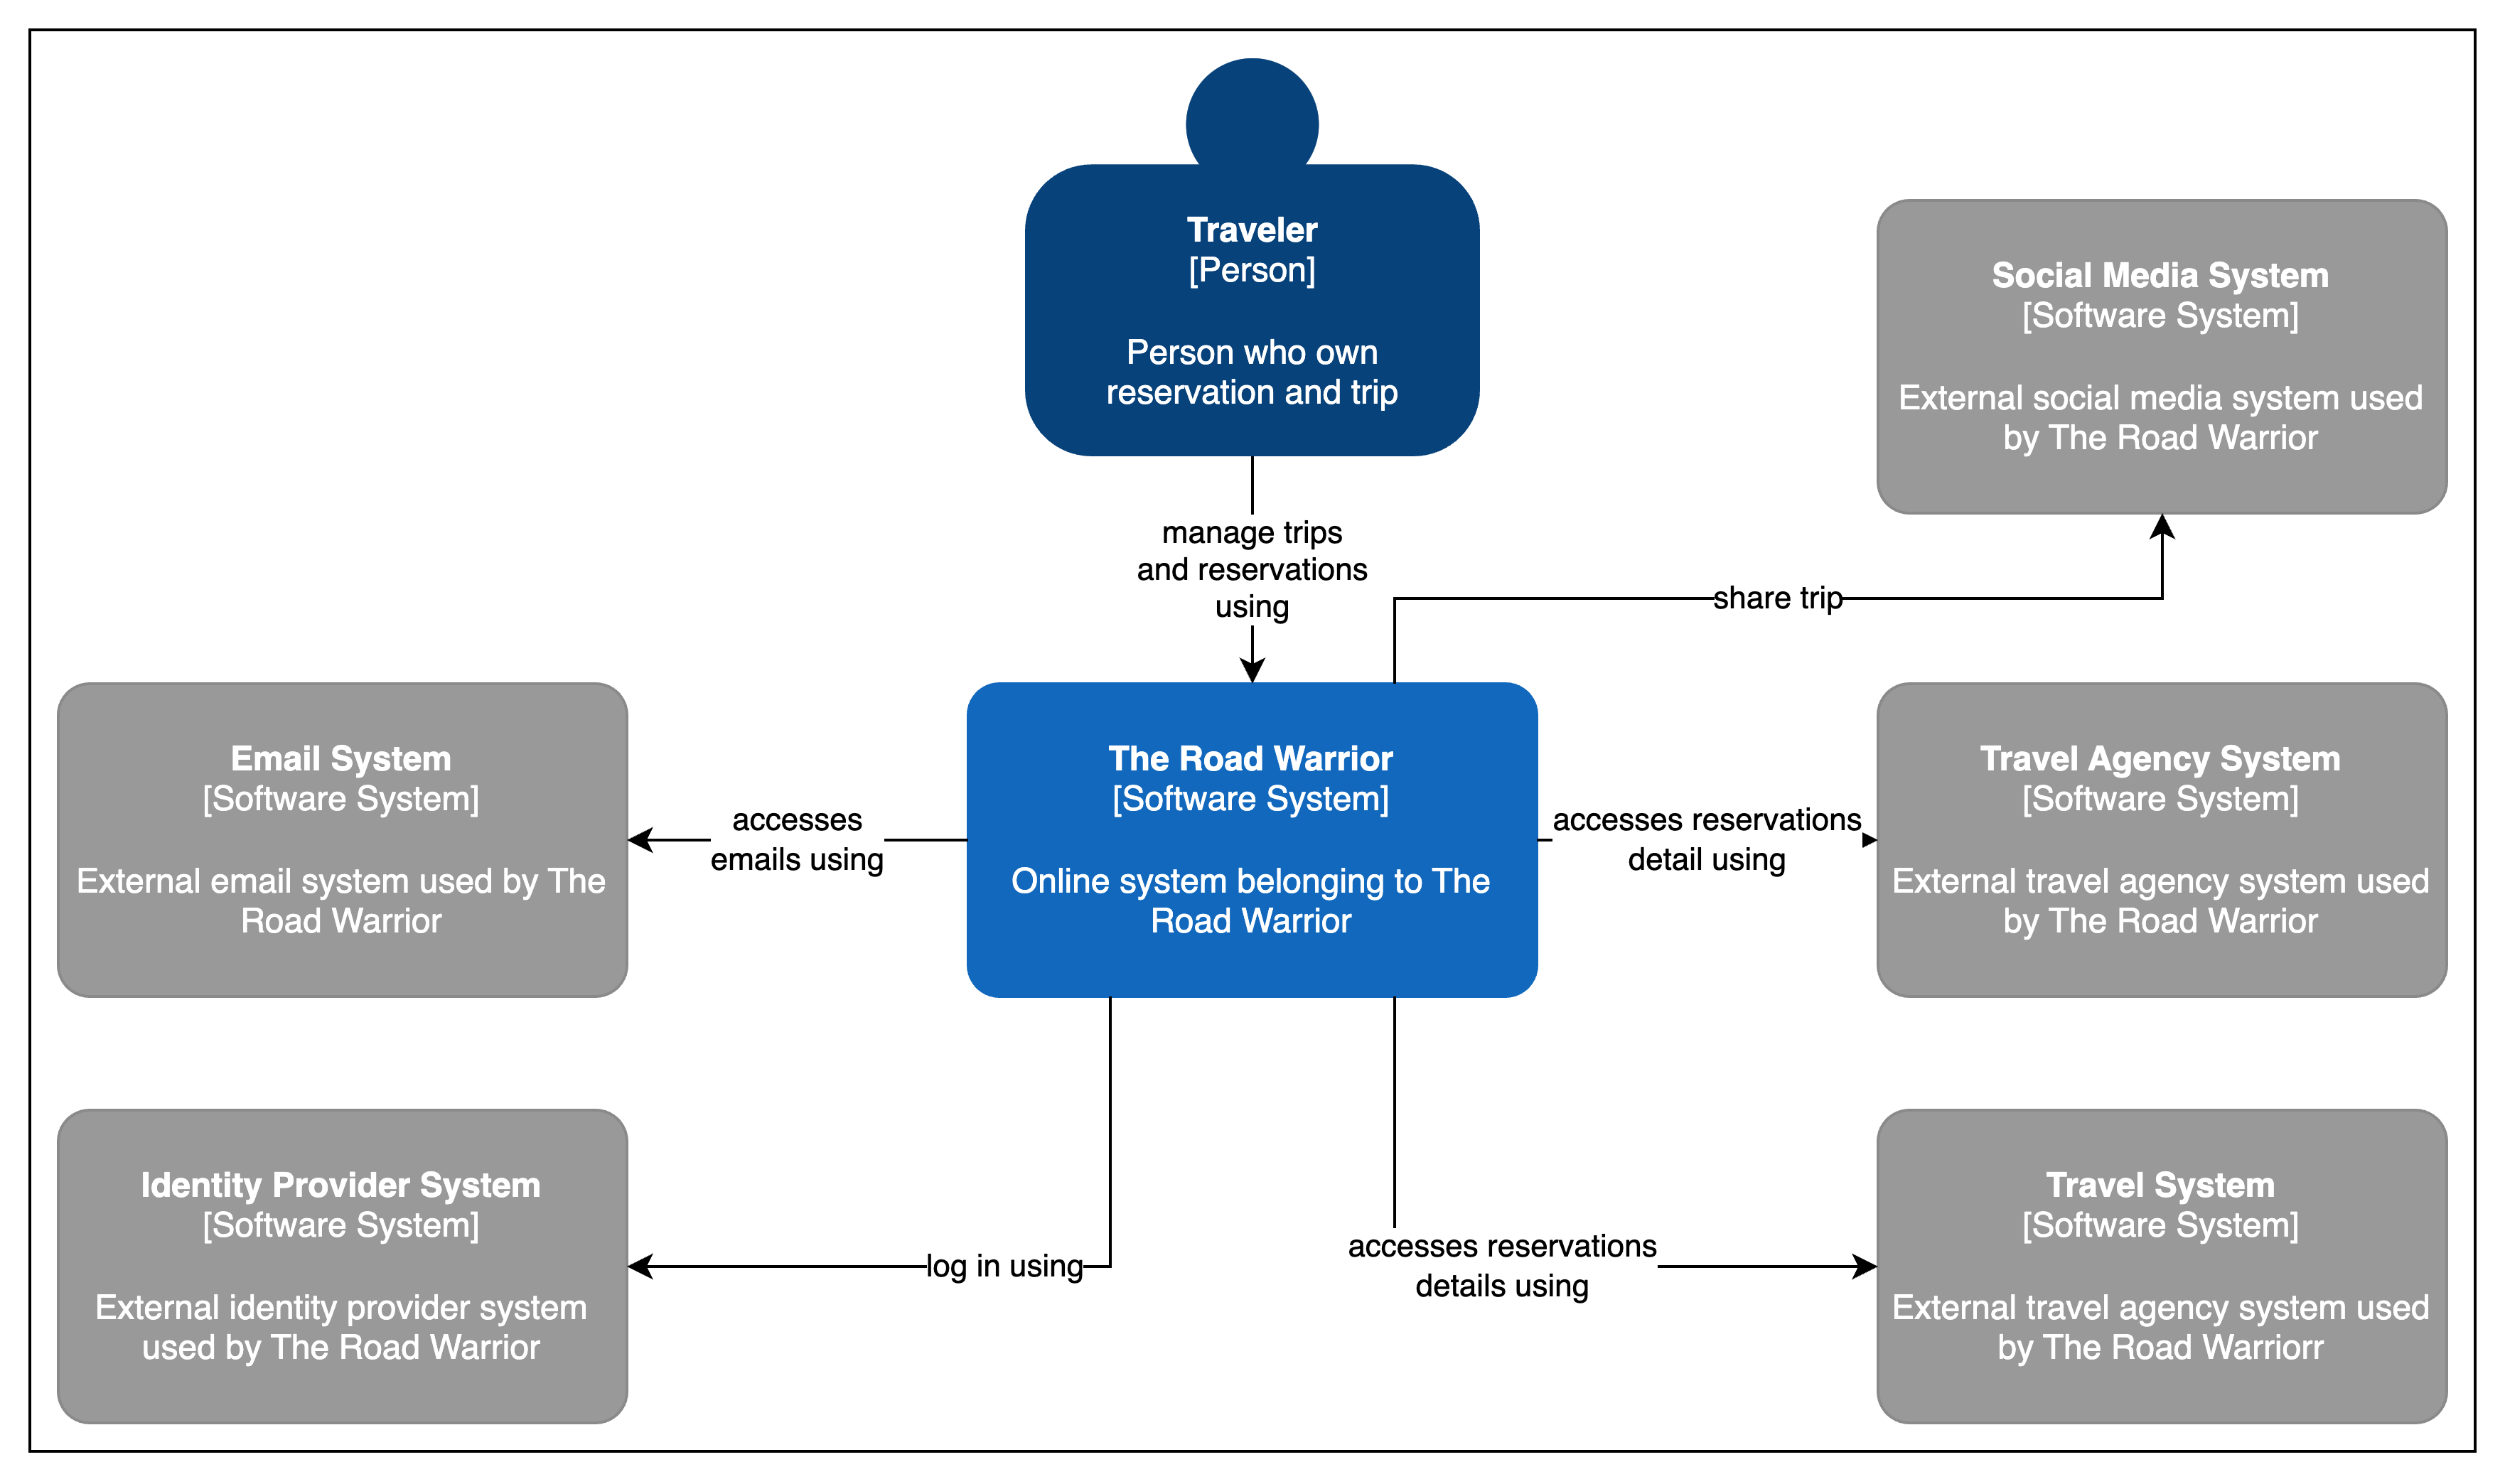 Traveler
[Person]
Person who own
reservation and trip
Social Media System
[Software System]
External social media system used
by The Road Warrior
manage trips
and reservations
using
share trip
Email System
[Software System]
External email system used by The
Road Warrior
accesses
emails using
The Road Warrior
[Software System]
Online system belonging to The
Road Warrior
accesses reservations
detail using
Travel Agency System
[Software System]
External travel agency system used
by The Road Warrior
Identity Provider System
[Software System]
External identity provider system
used by The Road Warrior
log in using
accesses reservations
details using
Travel System
[Software System]
External travel agency system used
by The Road Warriorr